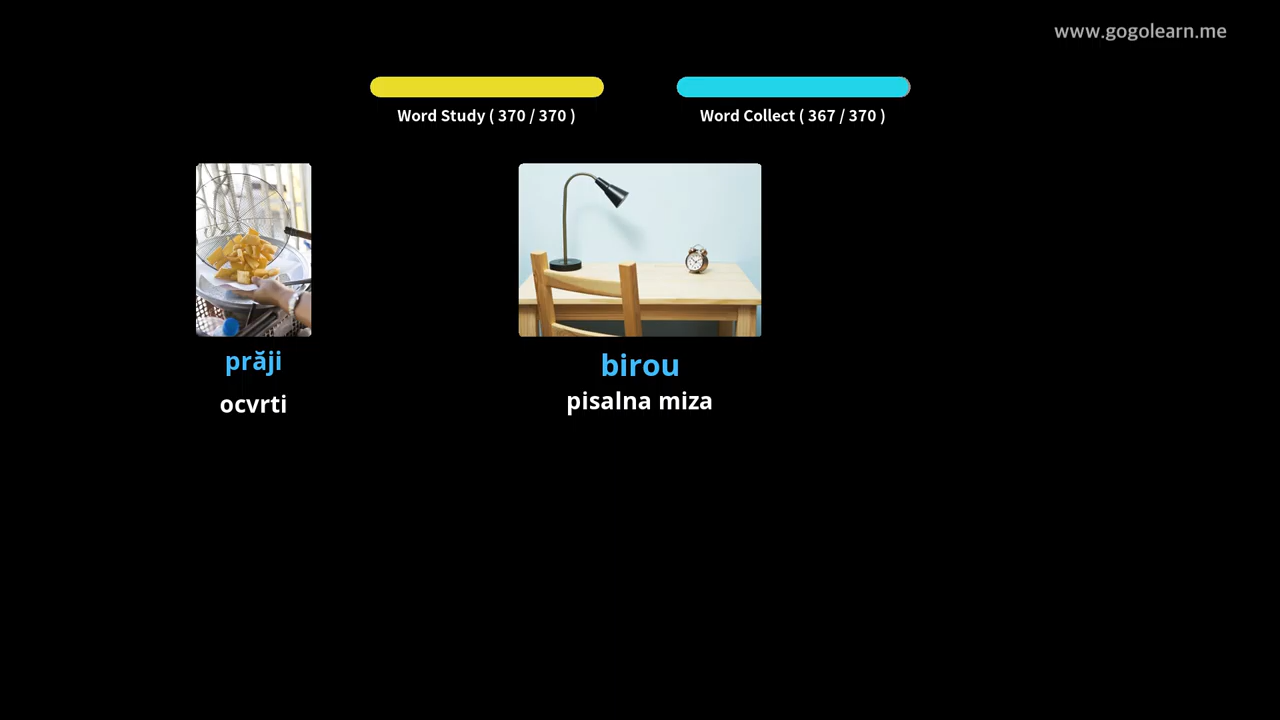 www.gogolearn.me
Word Study ( 370 / 370 )
Word Collect ( 367 / 370 )
prăji
ocvrti
birou
pisalna miza